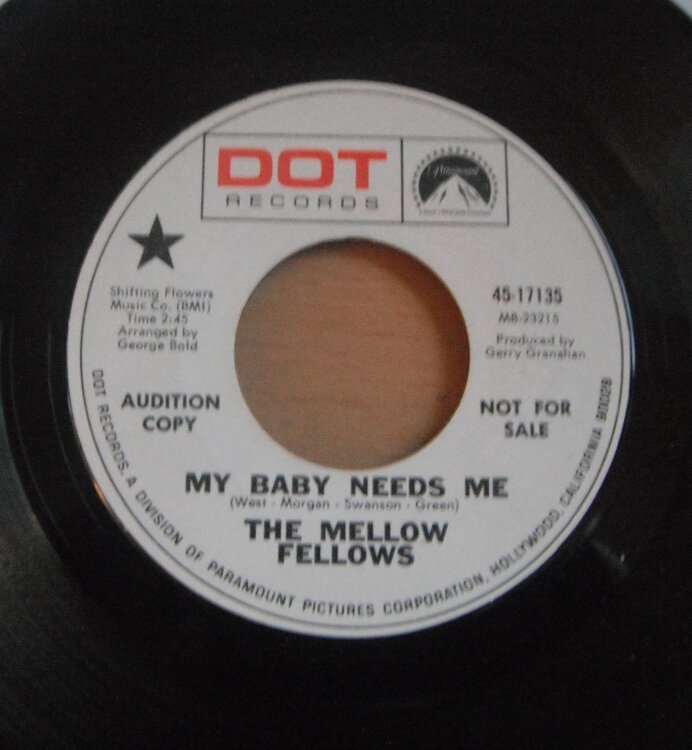 DOT
RECORDS
Paramount
Shifting Flowers
Music Co. (BMI)
Time 2:45
Arranged by
George Bold
45-17135
MB-23215
Produced by
Gerry Granahan
AUDITION
COPY
NOT FOR
SALE
MY BABY NEEDS ME
(West - Morgan - Swanson - Green)
THE MELLOW
FELLOWS
DOT RECORDS, A DIVISION OF PARAMOUNT PICTURES CORPORATION, HOLLYWOOD, CALIFORNIA 90028